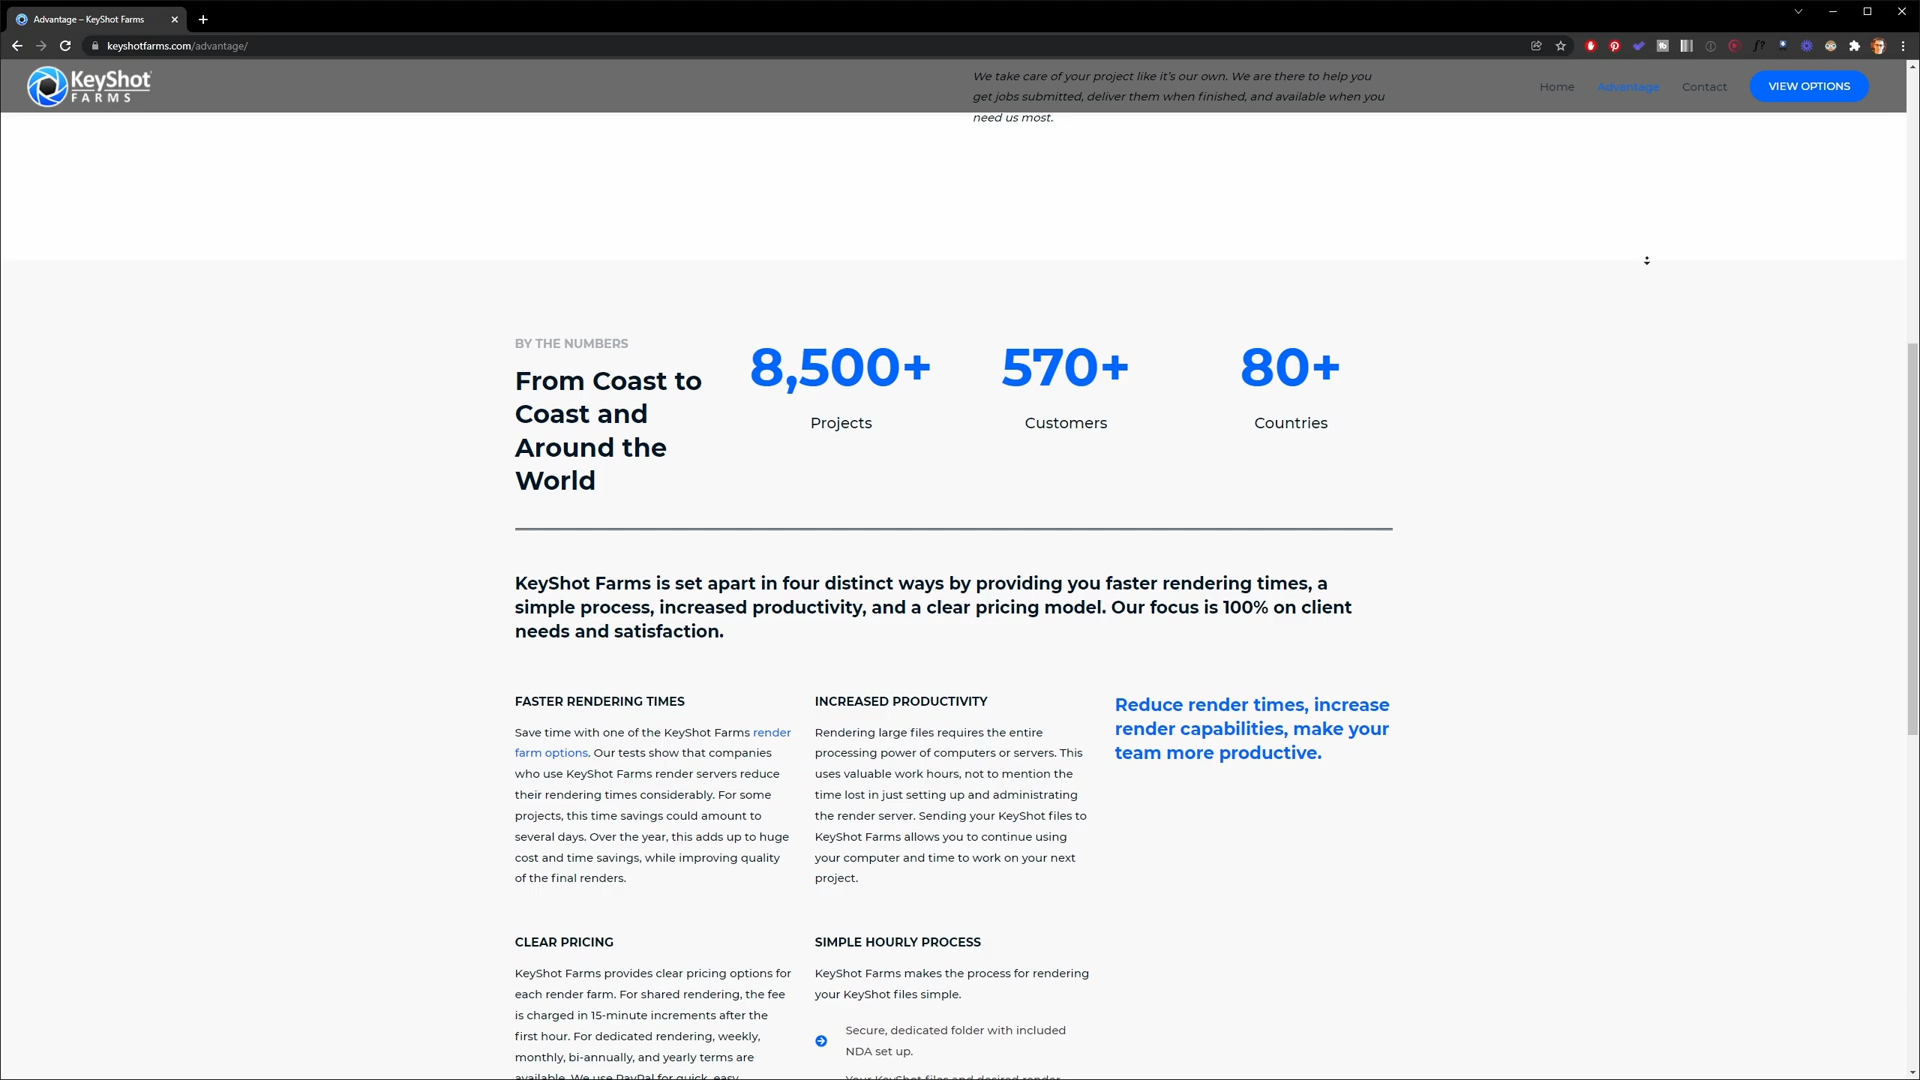 Advantage – KeyShot Farms
keyshotfarms.com/advantage/
KeyShot
FARMS
We take care of your project like it's our own. We are there to help you
get jobs submitted, deliver them when finished, and available when you
need us most.
Home
Advantage
Contact
VIEW OPTIONS
BY THE NUMBERS
From Coast to
Coast and
Around the
World
8,500+
Projects
570+
Customers
80+
Countries
KeyShot Farms is set apart in four distinct ways by providing you faster rendering times, a
simple process, increased productivity, and a clear pricing model. Our focus is 100% on client
needs and satisfaction.
FASTER RENDERING TIMES
Save time with one of the KeyShot Farms render
farm options. Our tests show that companies
who use KeyShot Farms render servers reduce
their rendering times considerably. For some
projects, this time savings could amount to
several days. Over the year, this adds up to huge
cost and time savings, while improving quality
of the final renders.
INCREASED PRODUCTIVITY
Rendering large files requires the entire
processing power of computers or servers. This
uses valuable work hours, not to mention the
time lost in just setting up and administrating
the render server. Sending your KeyShot files to
KeyShot Farms allows you to continue using
your computer and time to work on your next
project.
Reduce render times, increase
render capabilities, make your
team more productive.
CLEAR PRICING
KeyShot Farms provides clear pricing options for
each render farm. For shared rendering, the fee
is charged in 15-minute increments after the
first hour. For dedicated rendering, weekly,
monthly, bi-annually, and yearly terms are
available. We use PayPal for quick, easy
SIMPLE HOURLY PROCESS
KeyShot Farms makes the process for rendering
your KeyShot files simple.
Secure, dedicated folder with included
NDA set up.
Your KeyShot files and desired render